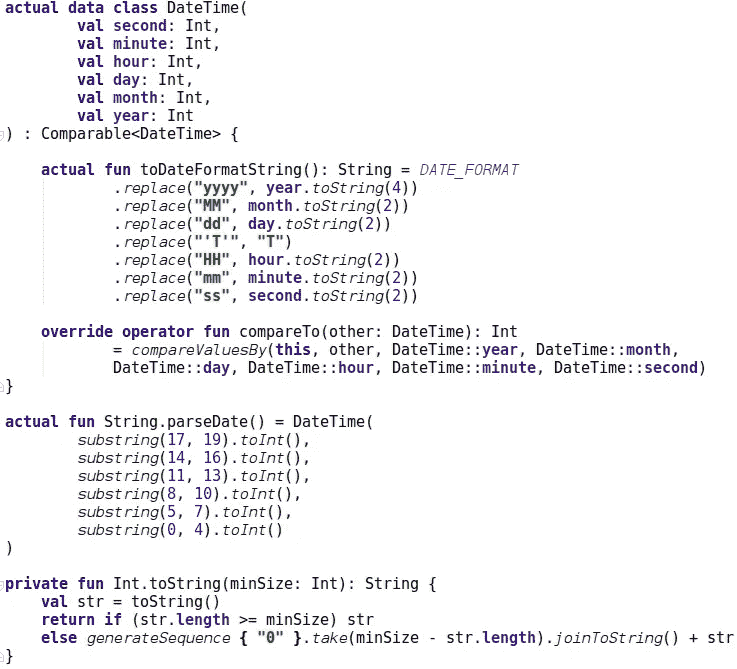 actual data class DateTime(
        val second: Int,
        val minute: Int,
        val hour: Int,
        val day: Int,
        val month: Int,
        val year: Int
) : Comparable<DateTime> {

    actual fun toDateFormatString(): String = DATE_FORMAT
            .replace("yyyy", year.toString(4))
            .replace("MM", month.toString(2))
            .replace("dd", day.toString(2))
            .replace("'T'", "T")
            .replace("HH", hour.toString(2))
            .replace("mm", minute.toString(2))
            .replace("ss", second.toString(2))

    override operator fun compareTo(other: DateTime): Int
            = compareValuesBy(this, other, DateTime::year, DateTime::month,
            DateTime::day, DateTime::hour, DateTime::minute, DateTime::second)
}

actual fun String.parseDate() = DateTime(
        substring(17, 19).toInt(),
        substring(14, 16).toInt(),
        substring(11, 13).toInt(),
        substring(8, 10).toInt(),
        substring(5, 7).toInt(),
        substring(0, 4).toInt()
)

private fun Int.toString(minSize: Int): String {
    val str = toString()
    return if (str.length >= minSize) str
    else generateSequence { "0" }.take(minSize - str.length).joinToString() + str
}